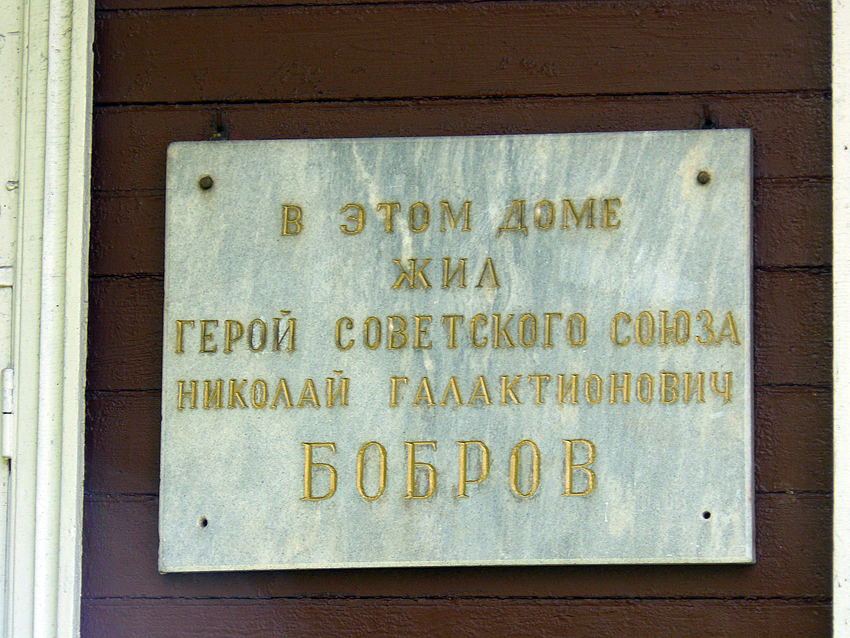 В ЭТОМ ДОМЕ
ЖИЛ
ГЕРОЙ СОВЕТСКОГО СОЮЗА
НИКОЛАЙ ГАЛАКТИОНОВИЧ
БОБРОВ